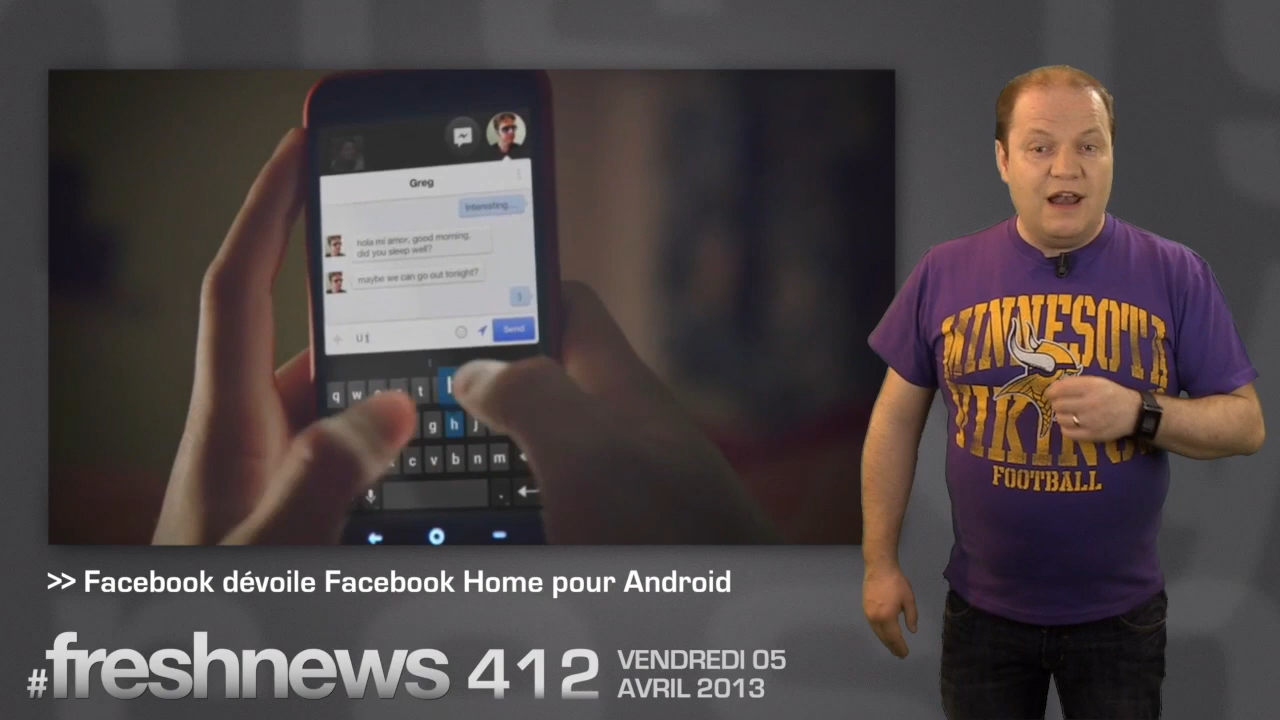 Greg
Interesting...
hola mi amor, good morning,
did you sleep well?
maybe we can go out tonight?
:)
Send
q w t
g h j
c v b n m
MINNESOTA
VIKINGS
FOOTBALL
>> Facebook dévoile Facebook Home pour Android
#freshnews 412
VENDREDI 05
AVRIL 2013